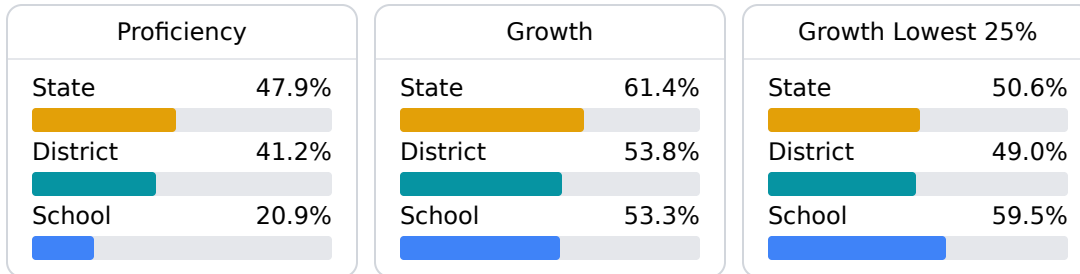 Proficiency
State 47.9%
District 41.2%
School 20.9%
Growth
State 61.4%
District 53.8%
School 53.3%
Growth Lowest 25%
State 50.6%
District 49.0%
School 59.5%